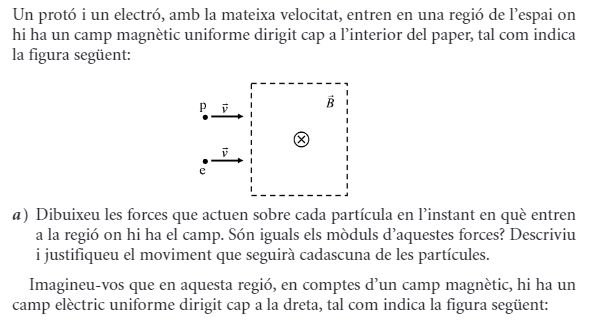 Un protó i un electró, amb la mateixa velocitat, entren en una regió de l'espai on
hi ha un camp magnètic uniforme dirigit cap a l'interior del paper, tal com indica
la figura següent:
p v⃗
B⃗
v⃗
e
a) Dibuixeu les forces que actuen sobre cada partícula en l'instant en què entren
a la regió on hi ha el camp. Són iguals els mòduls d'aquestes forces? Descriviu
i justifiqueu el moviment que seguirà cadascuna de les partícules.
Imagineu-vos que en aquesta regió, en comptes d'un camp magnètic, hi ha un
camp elèctric uniforme dirigit cap a la dreta, tal com indica la figura següent: